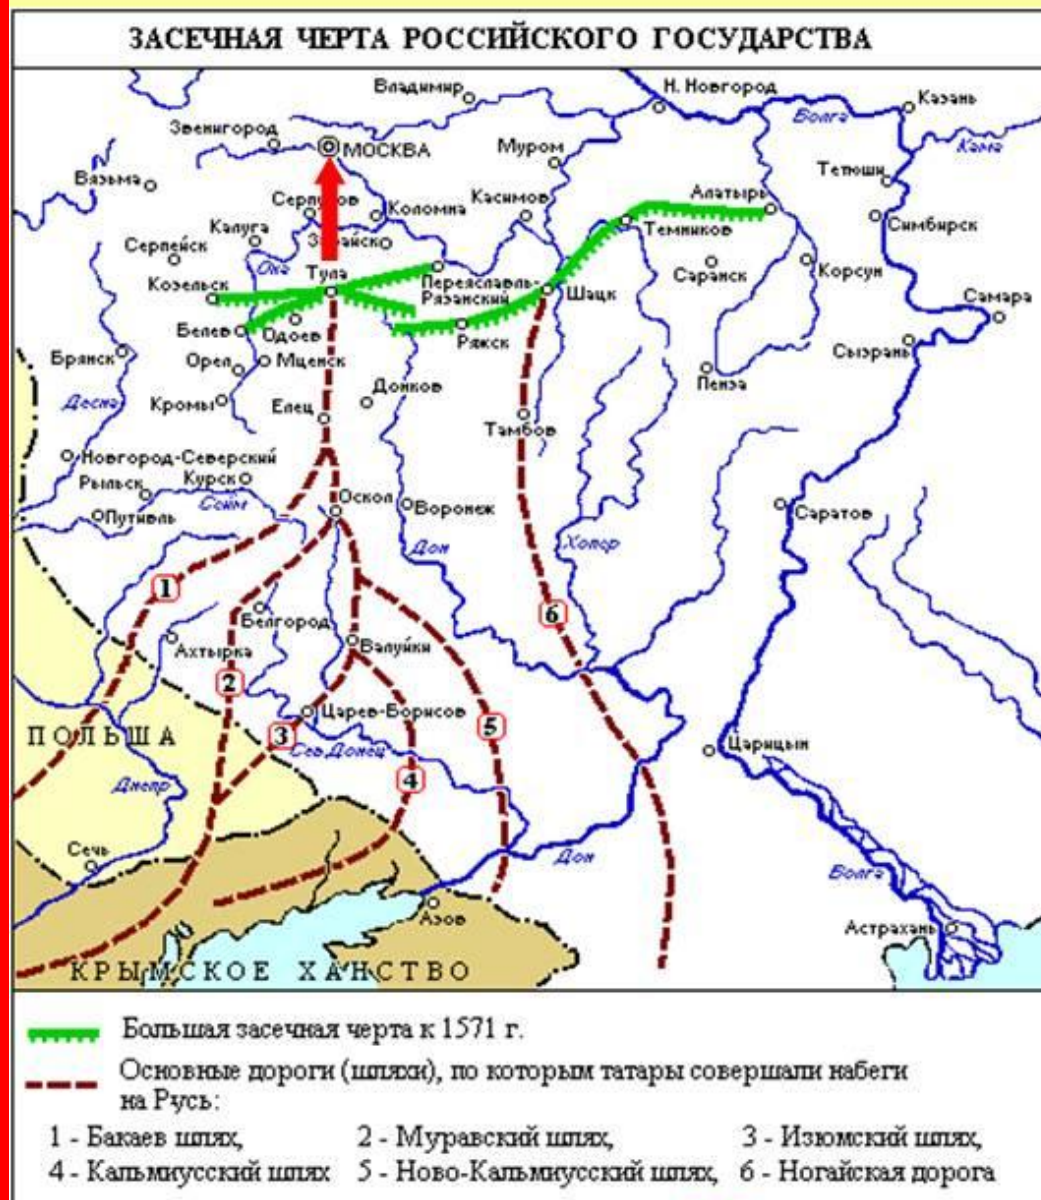 ЗАСЕЧНАЯ ЧЕРТА РОССИЙСКОГО ГОСУДАРСТВА
Владимир
Н. Новгород
Казань
Волга
Звенигород
МОСКВА
Муром
Кама
Тетюши
Вязьма
Серпухов
Коломна
Касимов
Алатырь
Калуга
Зарайск
Темников
Симбирск
Серпейск
Ока
Тула
Переяславль-
Рязанский
Саранск
Корсун
Козельск
Шацк
Самара
Белев
Одоев
Ряжск
Сызрань
Брянск
Орел
Мценск
Пенза
Десна
Кромы
Елец
Донков
Тамбов
Новгород-Северский
Рыльск
Курск
Сейм
Оскол
Воронеж
Саратов
Путивль
Дон
Хопер
1
6
Белгород
Ахтырка
Валуйки
2
Царев-Борисов
ПОЛЬША
3
5
Сев.Донец
Царицын
4
Днепр
Сечь
Дон
Волга
Азов
Астрахань
КРЫМСКОЕ ХАНСТВО
Большая засечная черта к 1571 г.
Основные дороги (шляхи), по которым татары совершали набеги
на Русь:
1 - Бакаев шлях, 2 - Муравский шлях, 3 - Изюмский шлях,
4 - Кальмиусский шлях 5 - Ново-Кальмиусский шлях, 6 - Ногайская дорога